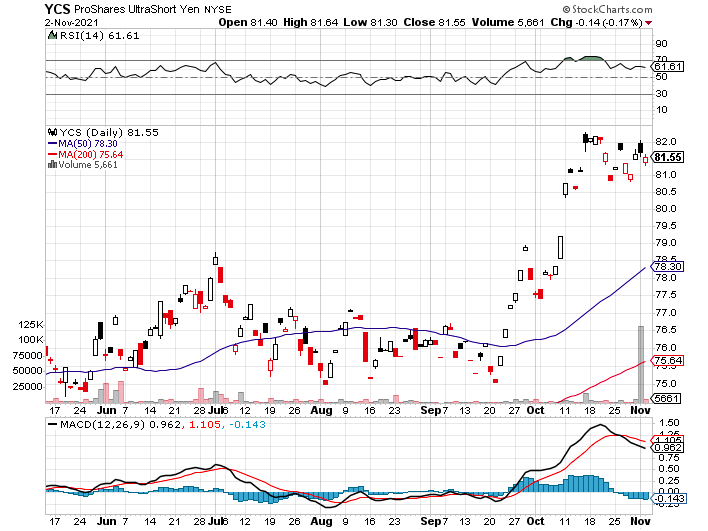 YCS ProShares UltraShort Yen NYSE
© StockCharts.com
2-Nov-2021
Open 81.40 High 81.64 Low 81.30 Close 81.55 Volume 5,661 Chg -0.14 (-0.17%)
RSI(14) 61.61
90
70
61.61
50
30
10
YCS (Daily) 81.55
MA(50) 78.30
MA(200) 75.64
Volume 5,661
82.0
81.55
81.0
80.5
80.0
79.5
79.0
78.5
78.30
78.0
77.5
77.0
76.5
76.0
75.64
75.0
125K
100K
75000
50000
25000
5661
17 24 Jun 7 14 21 28 Jul 6 12 19 26 Aug 9 16 23 Sep 7 13 20 27 Oct 11 18 25 Nov
MACD(12,26,9) 0.962, 1.105, -0.143
1.50
1.25
1.105
0.962
0.75
0.50
0.25
0.00
-0.143
-0.25
17 24 Jun 7 14 21 28 Jul 6 12 19 26 Aug 9 16 23 Sep 7 13 20 27 Oct 11 18 25 Nov